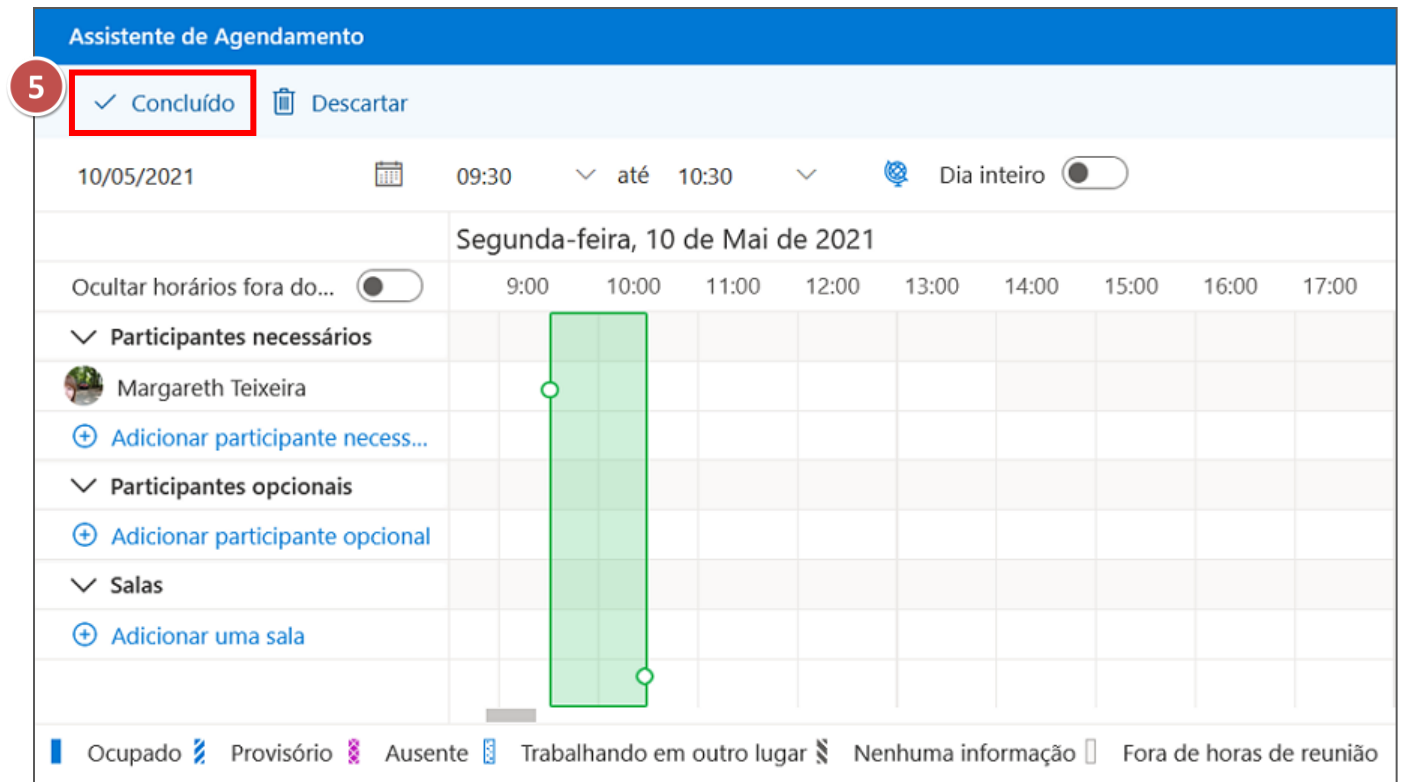 Assistente de Agendamento
5
Concluído Descartar
10/05/2021 09:30 até 10:30 Dia inteiro
Segunda-feira, 10 de Mai de 2021
Ocultar horários fora do... 9:00 10:00 11:00 12:00 13:00 14:00 15:00 16:00 17:00
Participantes necessários
Margareth Teixeira
Adicionar participante necess...
Participantes opcionais
Adicionar participante opcional
Salas
Adicionar uma sala
Ocupado Provisório Ausente Trabalhando em outro lugar Nenhuma informação Fora de horas de reunião